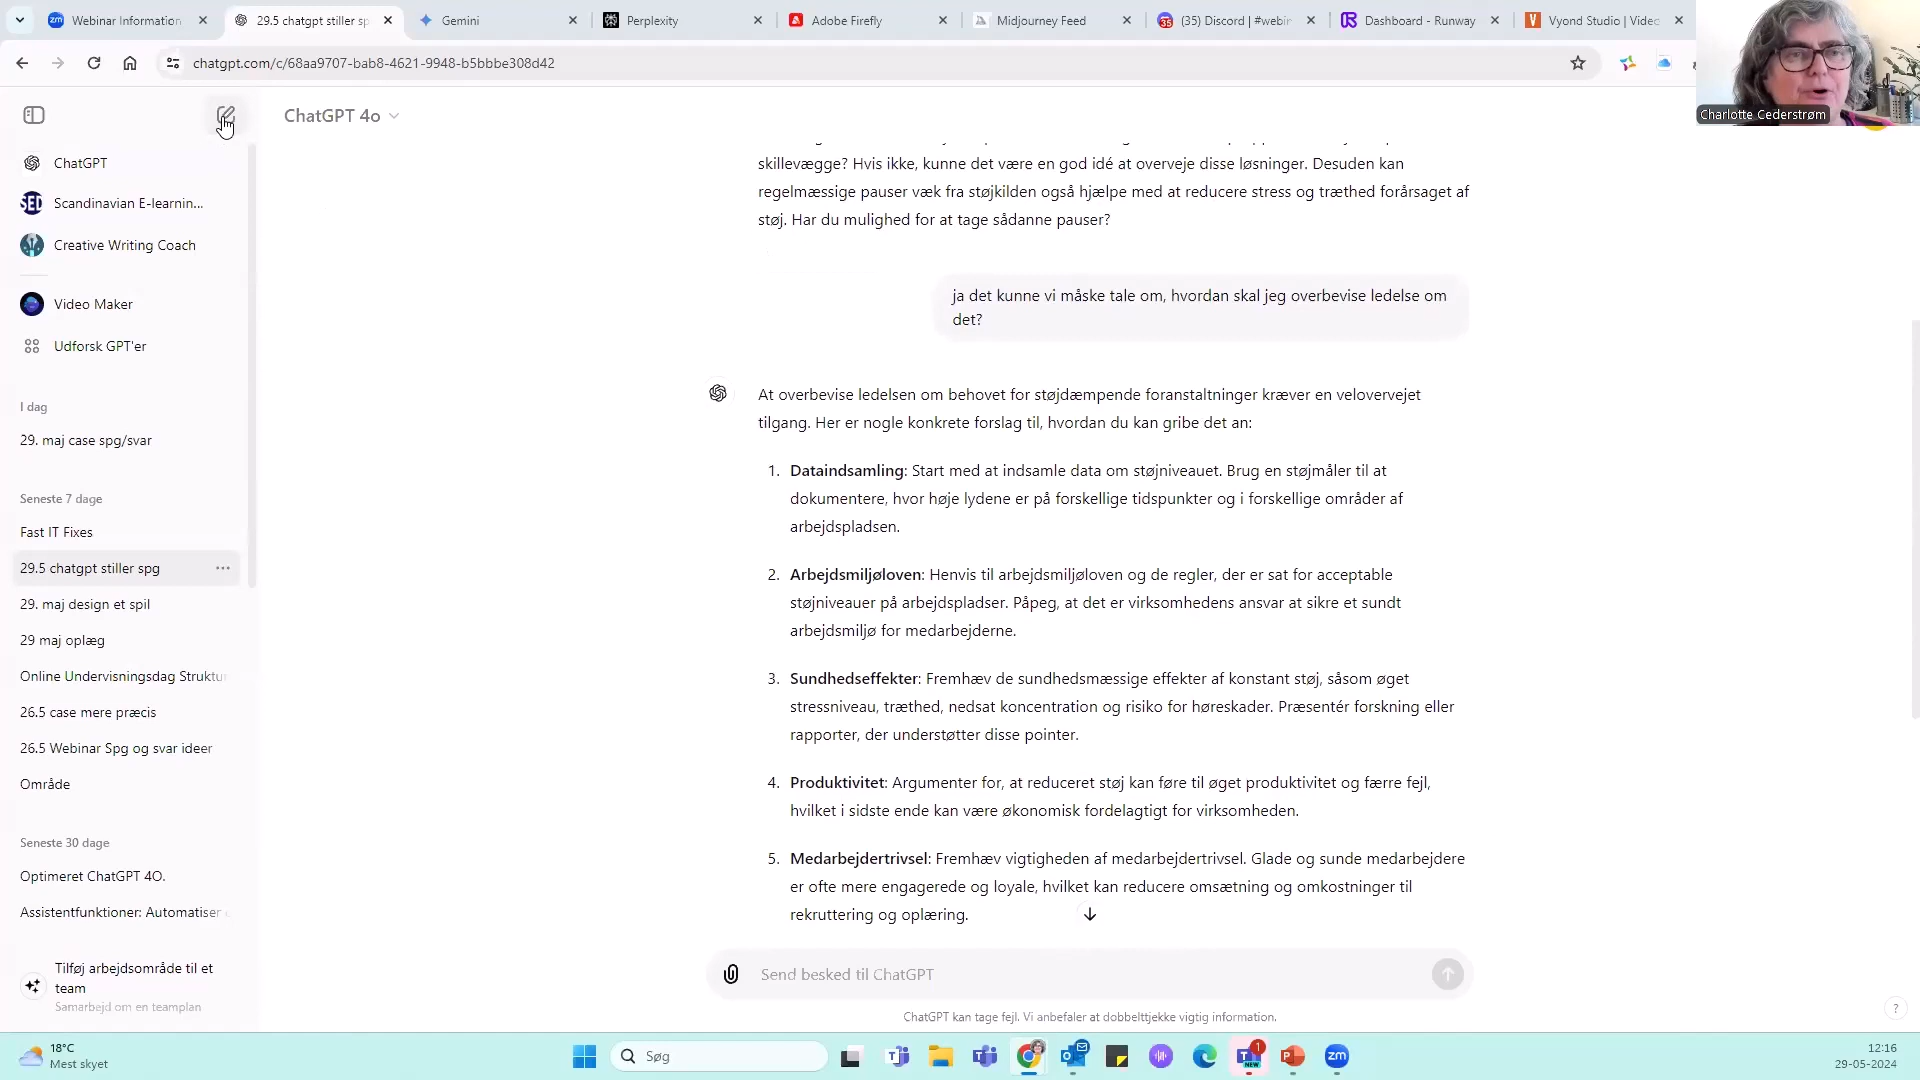 Webinar Information
29.5 chatgpt stiller sp
Gemini
Perplexity
Adobe Firefly
Midjourney Feed
(35) Discord | #webir
Dashboard - Runway
Vyond Studio | Videc
chatgpt.com/c/68aa9707-bab8-4621-9948-b5bbbe308d42
Charlotte Cederstrøm
ChatGPT 4o
ChatGPT
SED Scandinavian E-learnin...
Creative Writing Coach
Video Maker
Udforsk GPT'er
I dag
29. maj case spg/svar
Seneste 7 dage
Fast IT Fixes
29.5 chatgpt stiller spg
29. maj design et spil
29 maj oplæg
Online Undervisningsdag Struktur
26.5 case mere præcis
26.5 Webinar Spg og svar ideer
Område
Seneste 30 dage
Optimeret ChatGPT 4O.
Assistentfunktioner: Automatiser
Tilføj arbejdsområde til et
team
Samarbejd om en teamplan
skillevægge? Hvis ikke, kunne det være en god idé at overveje disse løsninger. Desuden kan
regelmæssige pauser væk fra støjkilden også hjælpe med at reducere stress og træthed forårsaget af
støj. Har du mulighed for at tage sådanne pauser?
ja det kunne vi måske tale om, hvordan skal jeg overbevise ledelse om
det?
At overbevise ledelsen om behovet for støjdæmpende foranstaltninger kræver en velovervejet
tilgang. Her er nogle konkrete forslag til, hvordan du kan gribe det an:
1. Dataindsamling: Start med at indsamle data om støjniveauet. Brug en støjmåler til at
dokumentere, hvor høje lydene er på forskellige tidspunkter og i forskellige områder af
arbejdspladsen.
2. Arbejdsmiljøloven: Henvis til arbejdsmiljøloven og de regler, der er sat for acceptable
støjniveauer på arbejdspladser. Påpeg, at det er virksomhedens ansvar at sikre et sundt
arbejdsmiljø for medarbejderne.
3. Sundhedseffekter: Fremhæv de sundhedsmæssige effekter af konstant støj, såsom øget
stressniveau, træthed, nedsat koncentration og risiko for høreskader. Præsentér forskning eller
rapporter, der understøtter disse pointer.
4. Produktivitet: Argumenter for, at reduceret støj kan føre til øget produktivitet og færre fejl,
hvilket i sidste ende kan være økonomisk fordelagtigt for virksomheden.
5. Medarbejdertrivsel: Fremhæv vigtigheden af medarbejdertrivsel. Glade og sunde medarbejdere
er ofte mere engagerede og loyale, hvilket kan reducere omsætning og omkostninger til
rekruttering og oplæring.
Send besked til ChatGPT
ChatGPT kan tage fejl. Vi anbefaler at dobbelttjekke vigtig information.
?
18°C
Mest skyet
Søg
12:16
29-05-2024